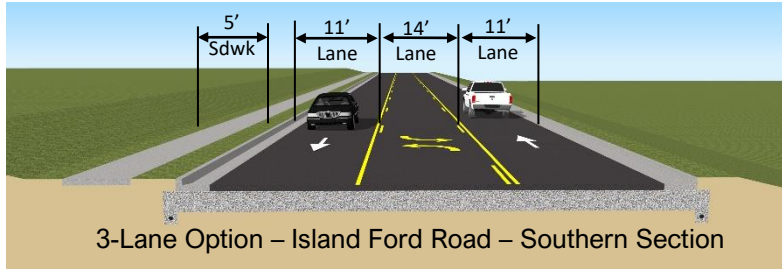 5' 11' 14' 11'
Sdwk Lane Lane Lane
3-Lane Option – Island Ford Road – Southern Section